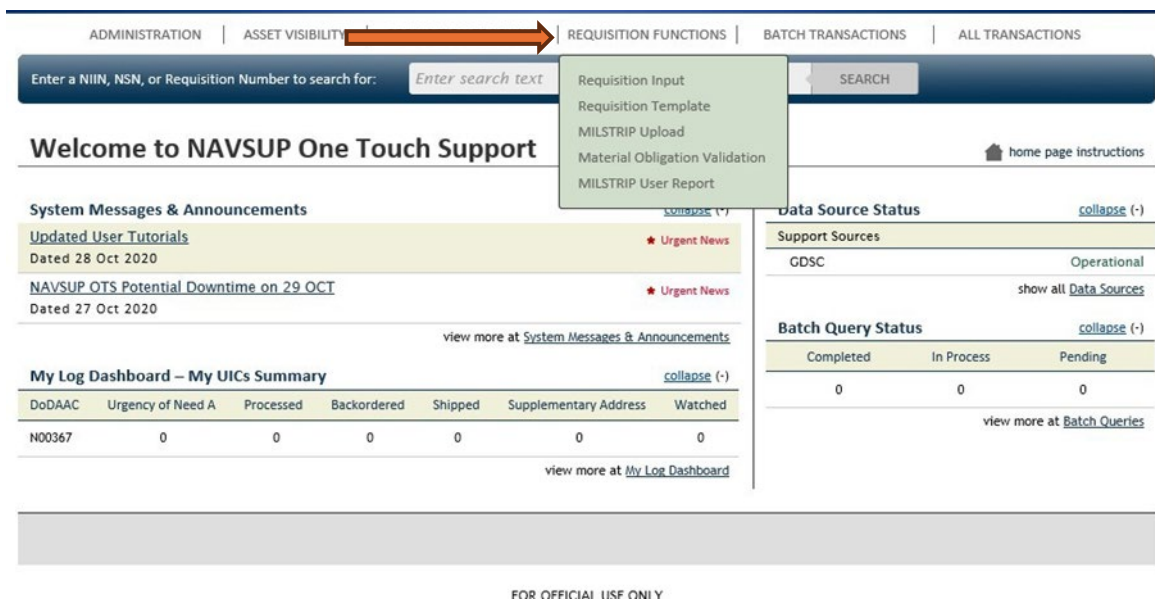 ADMINISTRATION | ASSET VISIBILITY | REQUISITION FUNCTIONS | BATCH TRANSACTIONS | ALL TRANSACTIONS
Enter a NIIN, NSN, or Requisition Number to search for: Enter search text SEARCH
Requisition Input
Requisition Template
MILSTRIP Upload
Material Obligation Validation
MILSTRIP User Report
Welcome to NAVSUP One Touch Support
home page instructions
System Messages & Announcements collapse (-)
Updated User Tutorials ★ Urgent News
Dated 28 Oct 2020
NAVSUP OTS Potential Downtime on 29 OCT ★ Urgent News
Dated 27 Oct 2020
view more at System Messages & Announcements
My Log Dashboard – My UICs Summary collapse (-)
DoDAAC Urgency of Need A Processed Backordered Shipped Supplementary Address Watched
N00367 0 0 0 0 0 0
view more at My Log Dashboard
Data Source Status collapse (-)
Support Sources
GDSC Operational
show all Data Sources
Batch Query Status collapse (-)
Completed In Process Pending
0 0 0
view more at Batch Queries
FOR OFFICIAL USE ONLY